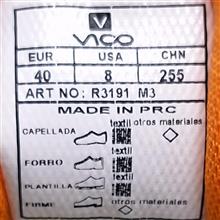 V
VICO
EUR USA CHN
40 8 255
ART NO: R3191 M3
MADE IN PRC
textil otros materiales
CAPELLADA
textil
FORRO
PLANTILLA
textil otros materiales
FIRME